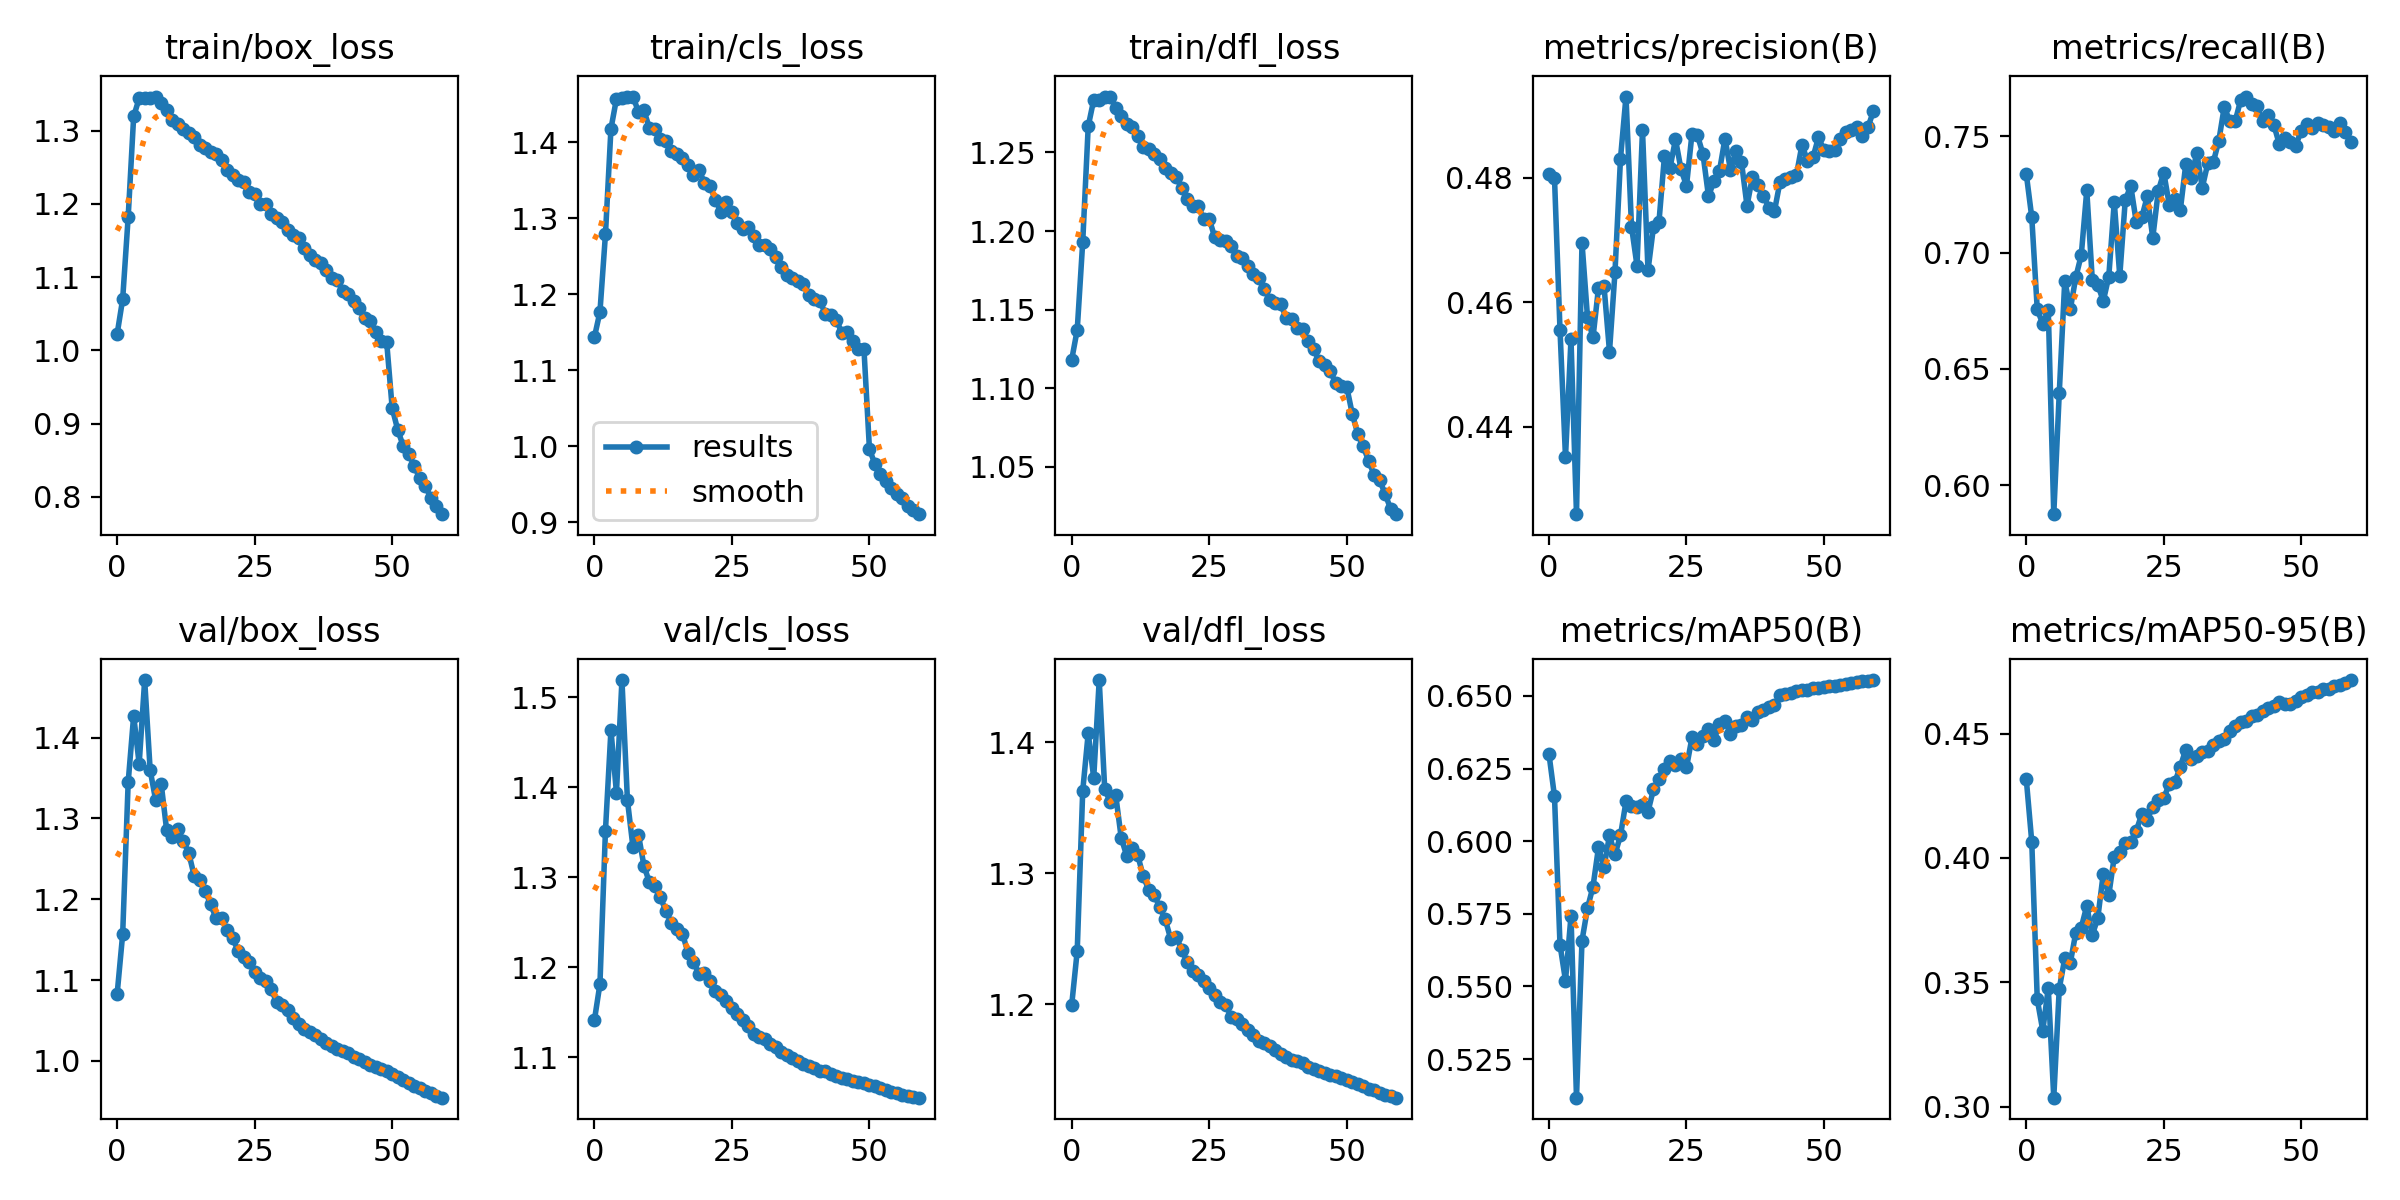 train/box_loss
1.3
1.2
1.1
1.0
0.9
0.8
0 25 50
train/cls_loss
1.4
1.3
1.2
1.1
1.0
0.9
results
smooth
0 25 50
train/dfl_loss
1.25
1.20
1.15
1.10
1.05
0 25 50
metrics/precision(B)
0.48
0.46
0.44
0 25 50
metrics/recall(B)
0.75
0.70
0.65
0.60
0 25 50
val/box_loss
1.4
1.3
1.2
1.1
1.0
0 25 50
val/cls_loss
1.5
1.4
1.3
1.2
1.1
0 25 50
val/dfl_loss
1.4
1.3
1.2
0 25 50
metrics/mAP50(B)
0.650
0.625
0.600
0.575
0.550
0.525
0 25 50
metrics/mAP50-95(B)
0.45
0.40
0.35
0.30
0 25 50